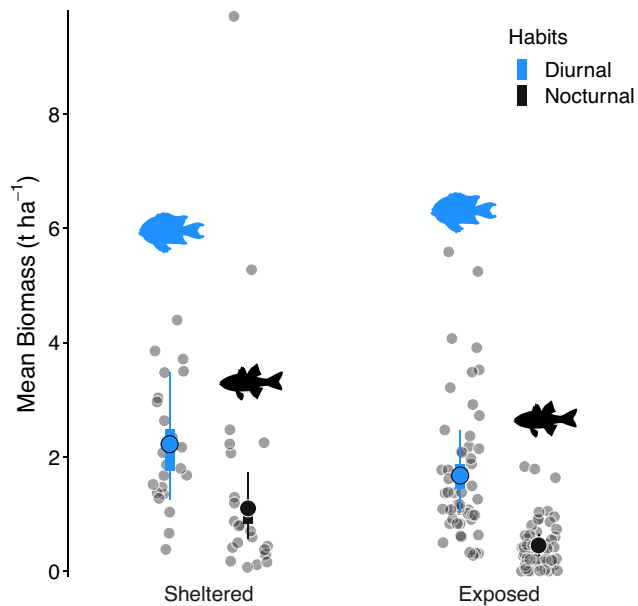 Habits
Diurnal
Nocturnal
Mean Biomass (t ha⁻¹)
8
6
4
2
0
Sheltered
Exposed